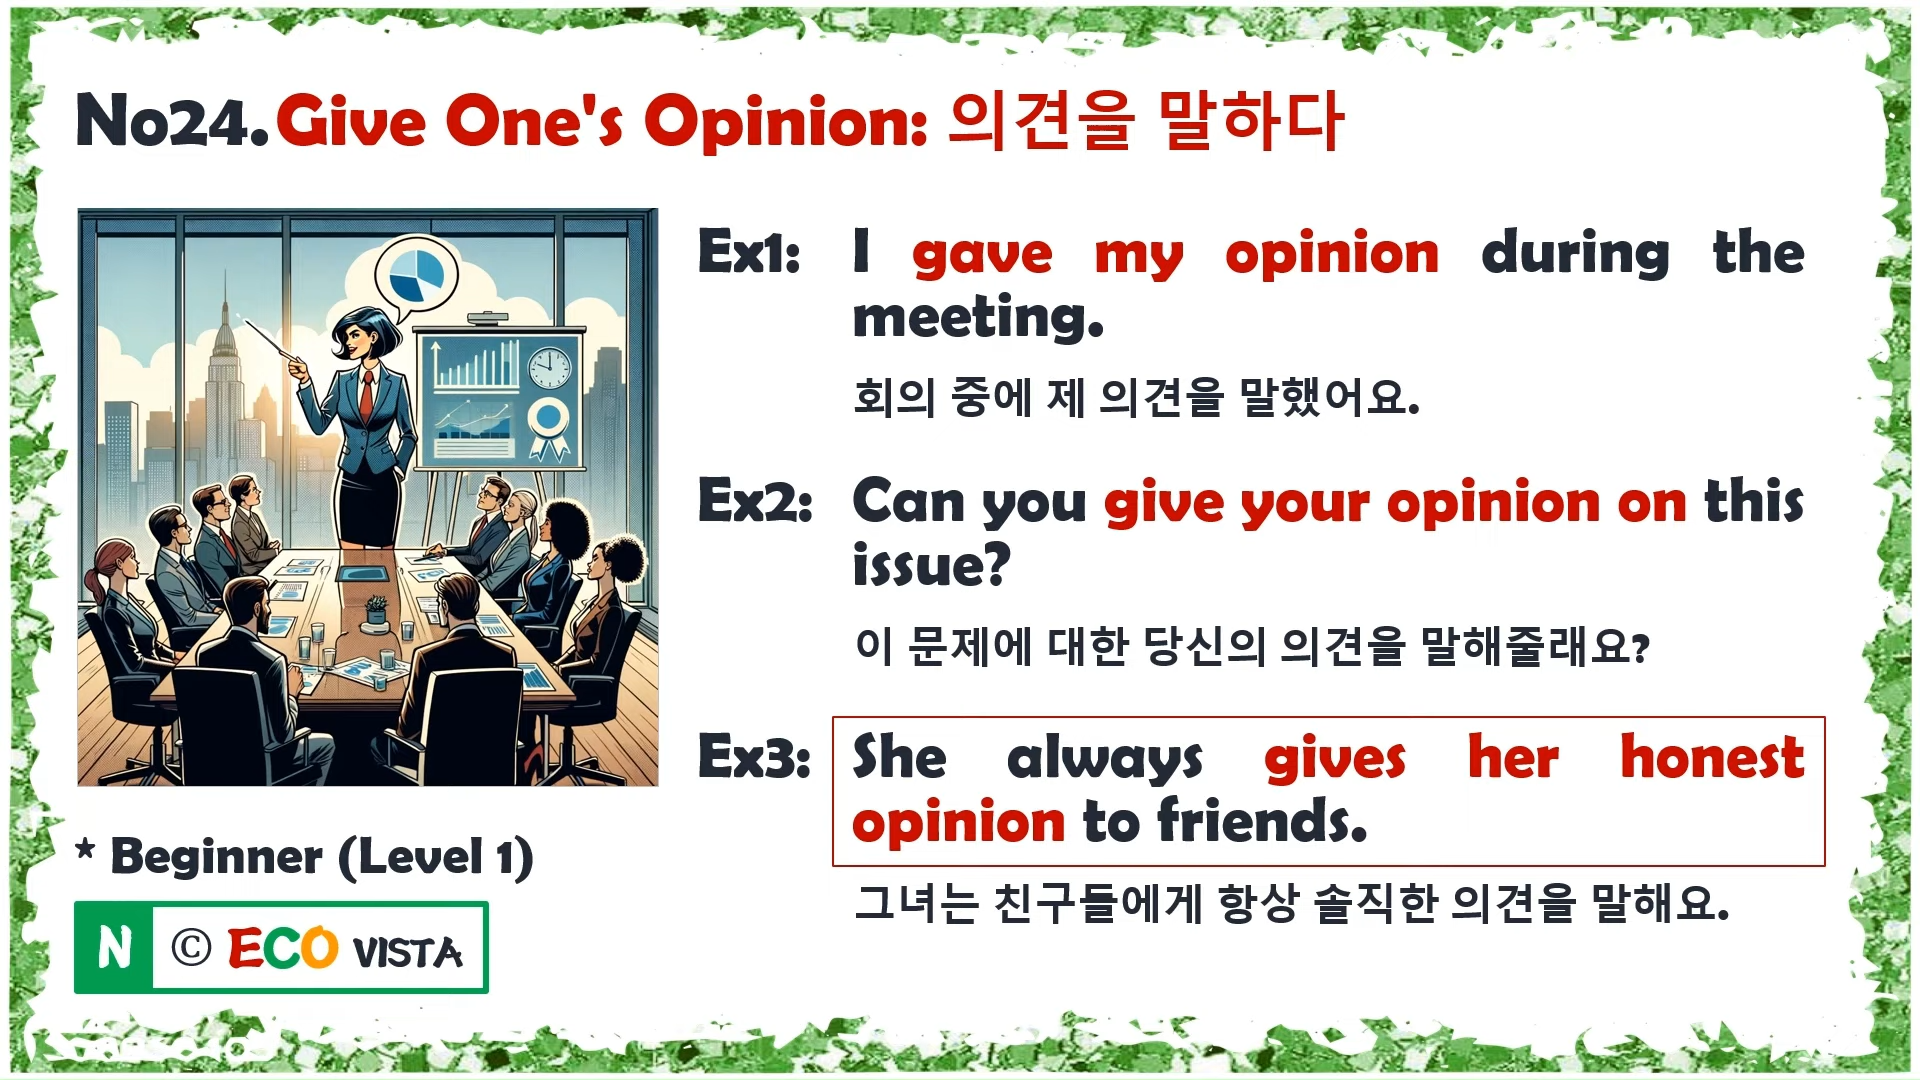 No24. Give One's Opinion: 의견을 말하다
Ex1: I gave my opinion during the
meeting.
회의 중에 제 의견을 말했어요.
Ex2: Can you give your opinion on this
issue?
이 문제에 대한 당신의 의견을 말해줄래요?
Ex3: She always gives her honest
opinion to friends.
그녀는 친구들에게 항상 솔직한 의견을 말해요.
* Beginner (Level 1)
N © ECO VISTA